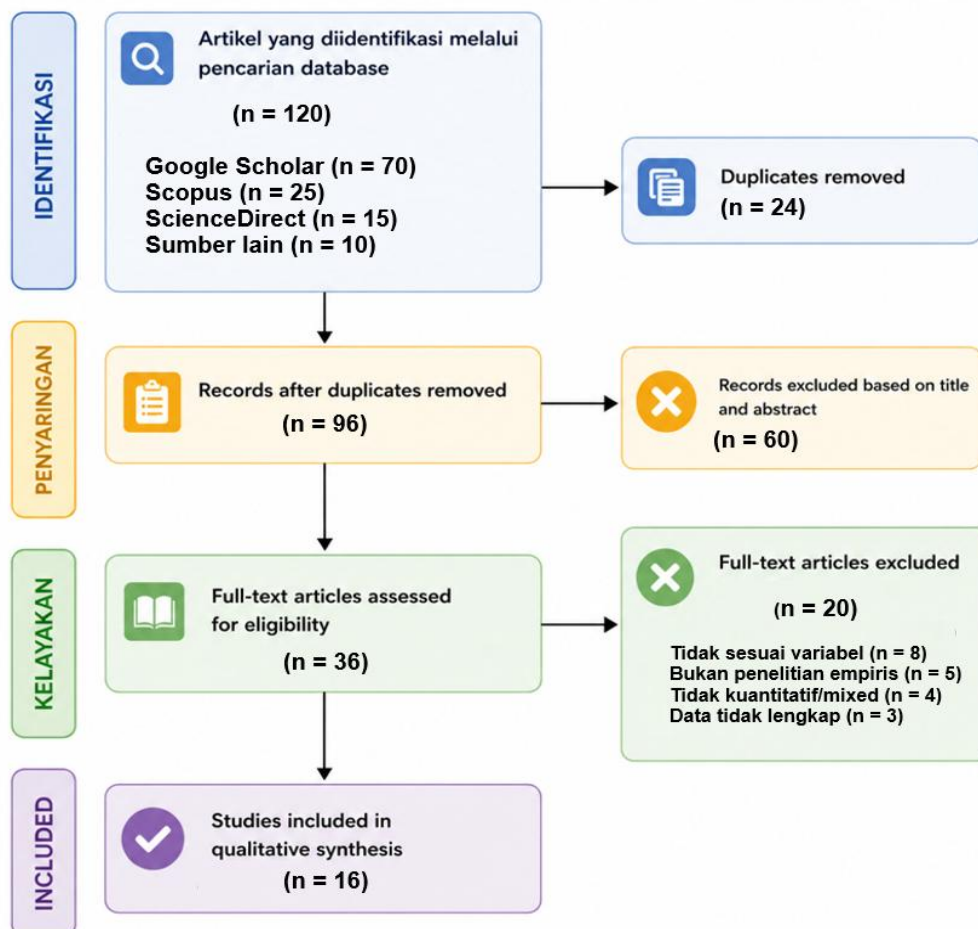 IDENTIFIKASI
Artikel yang diidentifikasi melalui
pencarian database
(n = 120)
Google Scholar (n = 70)
Scopus (n = 25)
ScienceDirect (n = 15)
Sumber lain (n = 10)
Duplicates removed
(n = 24)
PENYARINGAN
Records after duplicates removed
(n = 96)
Records excluded based on title
and abstract
(n = 60)
KELAYAKAN
Full-text articles assessed
for eligibility
(n = 36)
Full-text articles excluded
(n = 20)
Tidak sesuai variabel (n = 8)
Bukan penelitian empiris (n = 5)
Tidak kuantitatif/mixed (n = 4)
Data tidak lengkap (n = 3)
INCLUDED
Studies included in
qualitative synthesis
(n = 16)